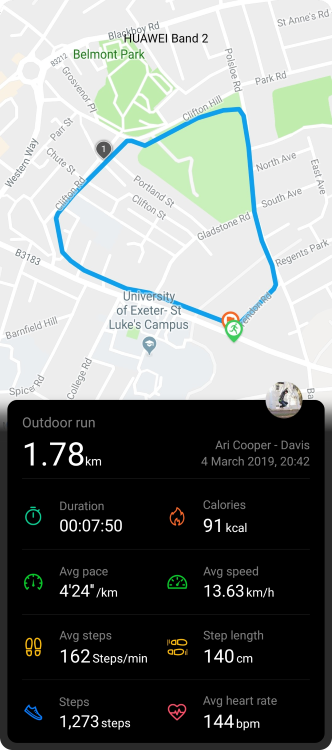 Blackboy Rd
St Anne's Rd
HUAWEI Band 2
Belmont Park
B3212
Grosvenor Pl
Polsloe Rd
Park Rd
Western Way
Parr St
Clifton Hill
1
Chute St
North Ave
East Ave
Clifton Rd
Portland St
Clifton St
South Ave
Gladstone Rd
Regents Park
B3183
University
of Exeter- St
Luke's Campus
Barnfield Hill
College Rd
Spicer Rd
Outdoor run
1.78km
Ari Cooper - Davis
4 March 2019, 20:42
Duration
00:07:50
Calories
91 kcal
Avg pace
4'24"/km
Avg speed
13.63 km/h
Avg steps
162 Steps/min
Step length
140 cm
Steps
1,273 steps
Avg heart rate
144 bpm